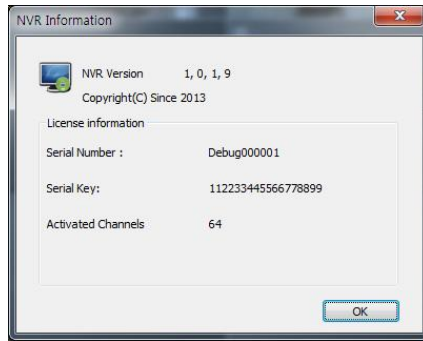 NVR Information
NVR Version 1, 0, 1, 9
Copyright(C) Since 2013
License information
Serial Number : Debug000001
Serial Key: 112233445566778899
Activated Channels 64
OK